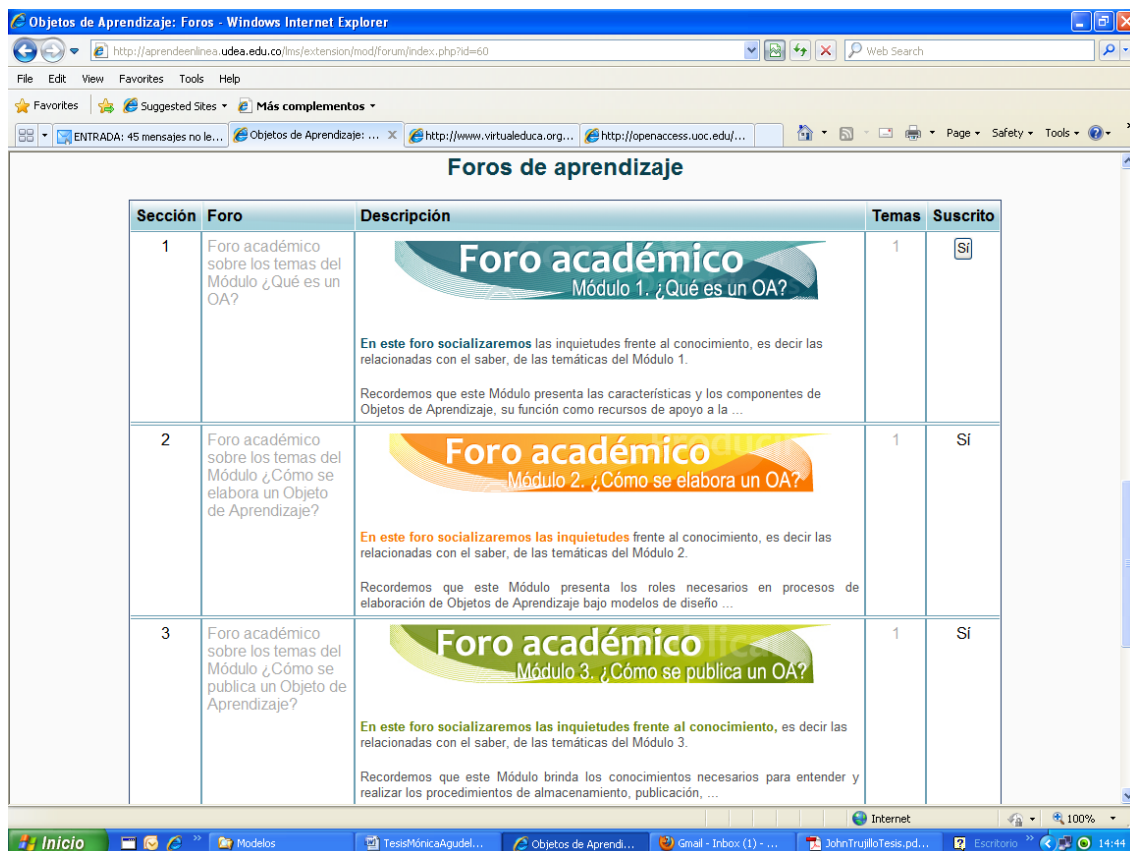 Objetos de Aprendizaje: Foros - Windows Internet Explorer
http://aprendeenlinea.udea.edu.co/lms/extension/mod/forum/index.php?id=60
Web Search
File Edit View Favorites Tools Help
Favorites Suggested Sites Más complementos
ENTRADA: 45 mensajes no le... Objetos de Aprendizaje: ... http://www.virtualeduca.org... http://openaccess.uoc.edu/... Page Safety Tools
Foros de aprendizaje
Sección Foro Descripción Temas Suscrito
1
Foro académico
sobre los temas del
Módulo ¿Qué es un
OA?
Foro académico
Módulo 1. ¿Qué es un OA?
En este foro socializaremos las inquietudes frente al conocimiento, es decir las
relacionadas con el saber, de las temáticas del Módulo 1.
Recordemos que este Módulo presenta las características y los componentes de
Objetos de Aprendizaje, su función como recursos de apoyo a la ...
1
Sí
2
Foro académico
sobre los temas del
Módulo ¿Cómo se
elabora un Objeto
de Aprendizaje?
Foro académico
Módulo 2. ¿Cómo se elabora un OA?
En este foro socializaremos las inquietudes frente al conocimiento, es decir las
relacionadas con el saber, de las temáticas del Módulo 2.
Recordemos que este Módulo presenta los roles necesarios en procesos de
elaboración de Objetos de Aprendizaje bajo modelos de diseño ...
1
Sí
3
Foro académico
sobre los temas del
Módulo ¿Cómo se
publica un Objeto de
Aprendizaje?
Foro académico
Módulo 3. ¿Cómo se publica un OA?
En este foro socializaremos las inquietudes frente al conocimiento, es decir las
relacionadas con el saber, de las temáticas del Módulo 3.
Recordemos que este Módulo brinda los conocimientos necesarios para entender y
realizar los procedimientos de almacenamiento, publicación, ...
1
Sí
Internet 100%
Inicio Modelos TesisMónicaAgudel... Objetos de Aprendi... Gmail - Inbox (1) - ... JohnTrujilloTesis.pd... Escritorio 14:44